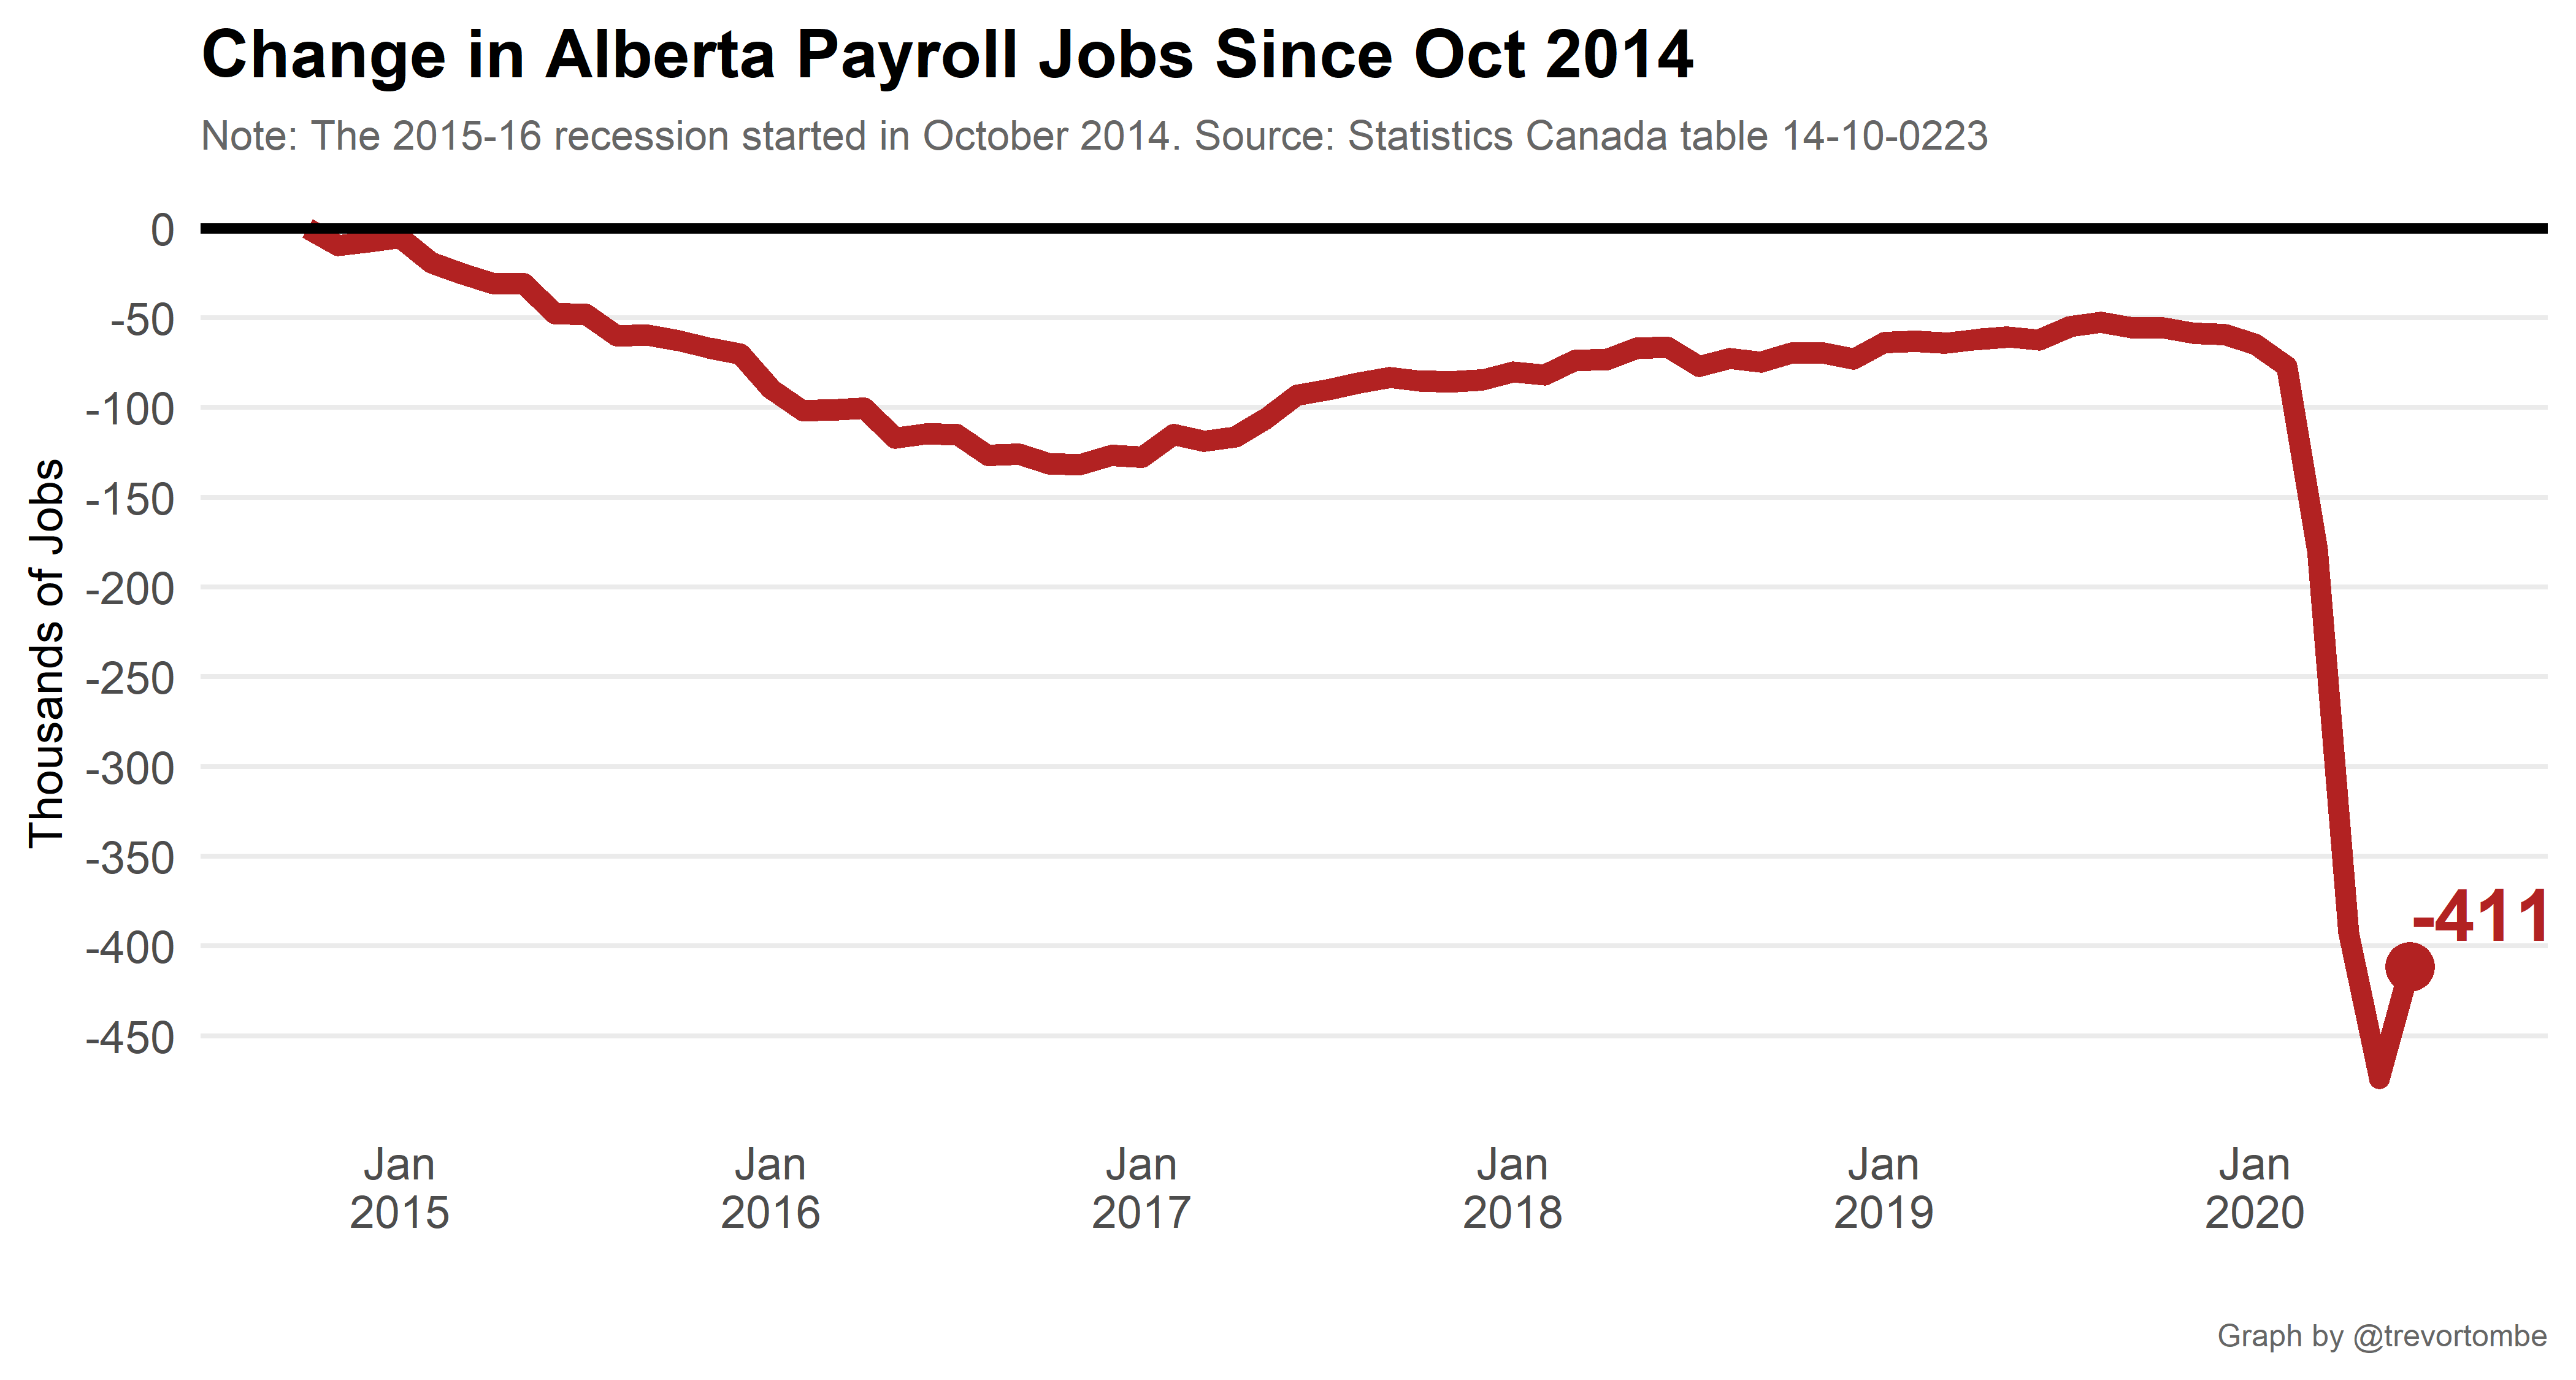 Change in Alberta Payroll Jobs Since Oct 2014
Note: The 2015-16 recession started in October 2014. Source: Statistics Canada table 14-10-0223
Thousands of Jobs
0
-50
-100
-150
-200
-250
-300
-350
-400
-450
-411
Jan
2015
Jan
2016
Jan
2017
Jan
2018
Jan
2019
Jan
2020
Graph by @trevortombe